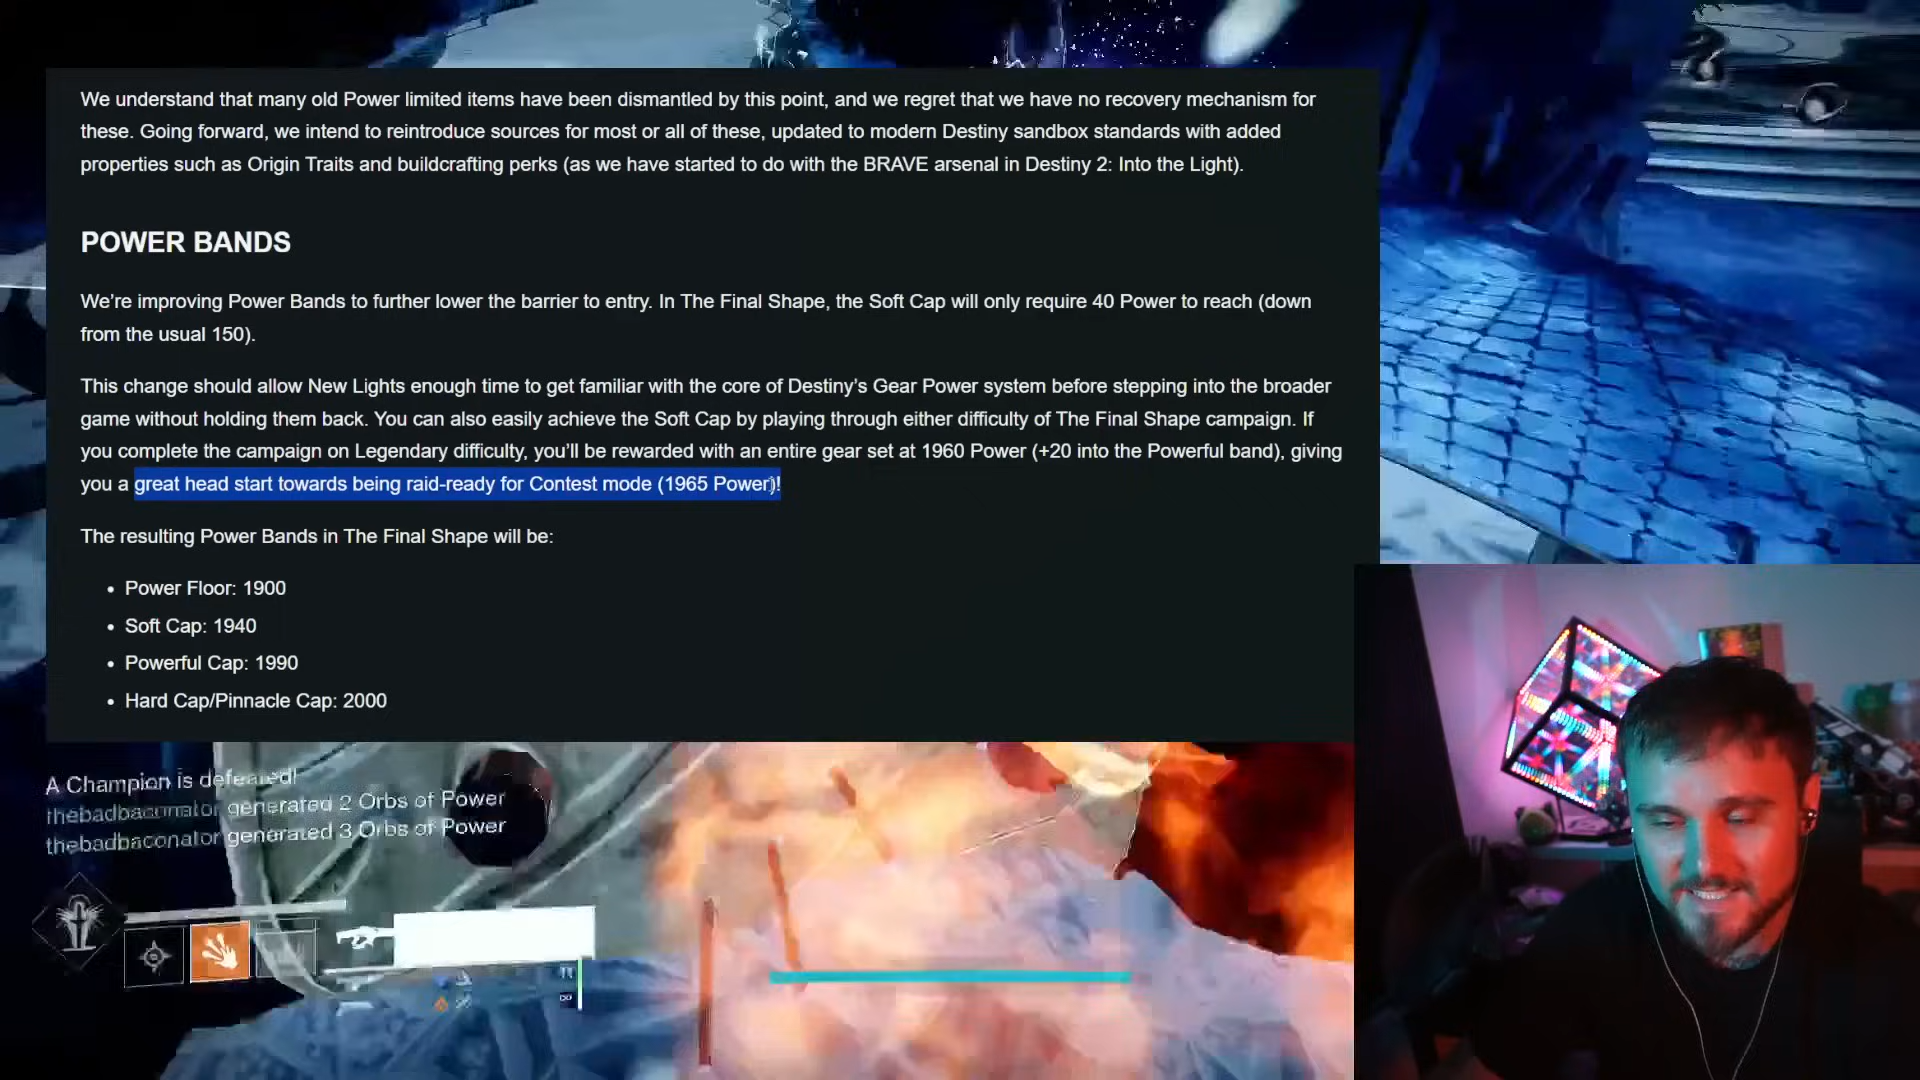 We understand that many old Power limited items have been dismantled by this point, and we regret that we have no recovery mechanism for
these. Going forward, we intend to reintroduce sources for most or all of these, updated to modern Destiny sandbox standards with added
properties such as Origin Traits and buildcrafting perks (as we have started to do with the BRAVE arsenal in Destiny 2: Into the Light).
POWER BANDS
We’re improving Power Bands to further lower the barrier to entry. In The Final Shape, the Soft Cap will only require 40 Power to reach (down
from the usual 150).
This change should allow New Lights enough time to get familiar with the core of Destiny’s Gear Power system before stepping into the broader
game without holding them back. You can also easily achieve the Soft Cap by playing through either difficulty of The Final Shape campaign. If
you complete the campaign on Legendary difficulty, you’ll be rewarded with an entire gear set at 1960 Power (+20 into the Powerful band), giving
you a great head start towards being raid-ready for Contest mode (1965 Power)!
The resulting Power Bands in The Final Shape will be:
• Power Floor: 1900
• Soft Cap: 1940
• Powerful Cap: 1990
• Hard Cap/Pinnacle Cap: 2000
A Champion is defeated!
thebadbaconator generated 2 Orbs of Power
thebadbaconator generated 3 Orbs of Power